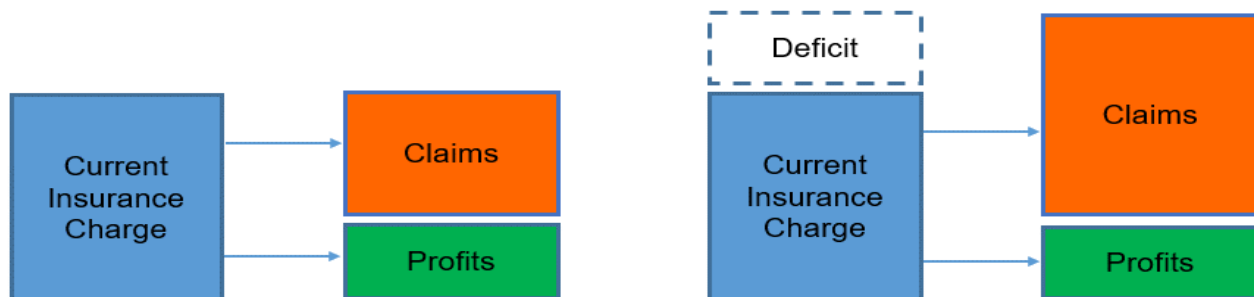 Current
Insurance
Charge
Claims
Profits
Deficit
Current
Insurance
Charge
Claims
Profits